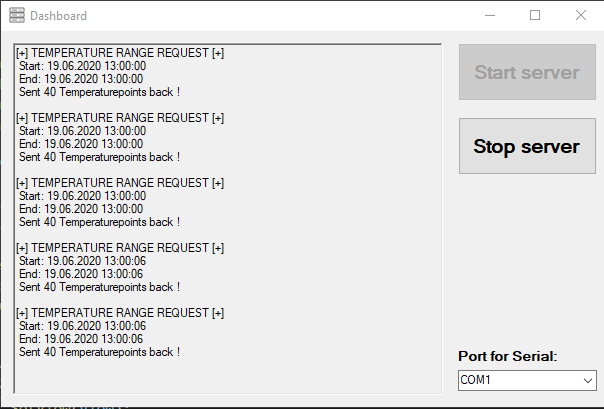 Dashboard
[+] TEMPERATURE RANGE REQUEST [+]
Start: 19.06.2020 13:00:00
End: 19.06.2020 13:00:00
Sent 40 Temperaturepoints back !
[+] TEMPERATURE RANGE REQUEST [+]
Start: 19.06.2020 13:00:00
End: 19.06.2020 13:00:00
Sent 40 Temperaturepoints back !
[+] TEMPERATURE RANGE REQUEST [+]
Start: 19.06.2020 13:00:00
End: 19.06.2020 13:00:00
Sent 40 Temperaturepoints back !
[+] TEMPERATURE RANGE REQUEST [+]
Start: 19.06.2020 13:00:06
End: 19.06.2020 13:00:06
Sent 40 Temperaturepoints back !
[+] TEMPERATURE RANGE REQUEST [+]
Start: 19.06.2020 13:00:06
End: 19.06.2020 13:00:06
Sent 40 Temperaturepoints back !
Start server
Stop server
Port for Serial:
COM1